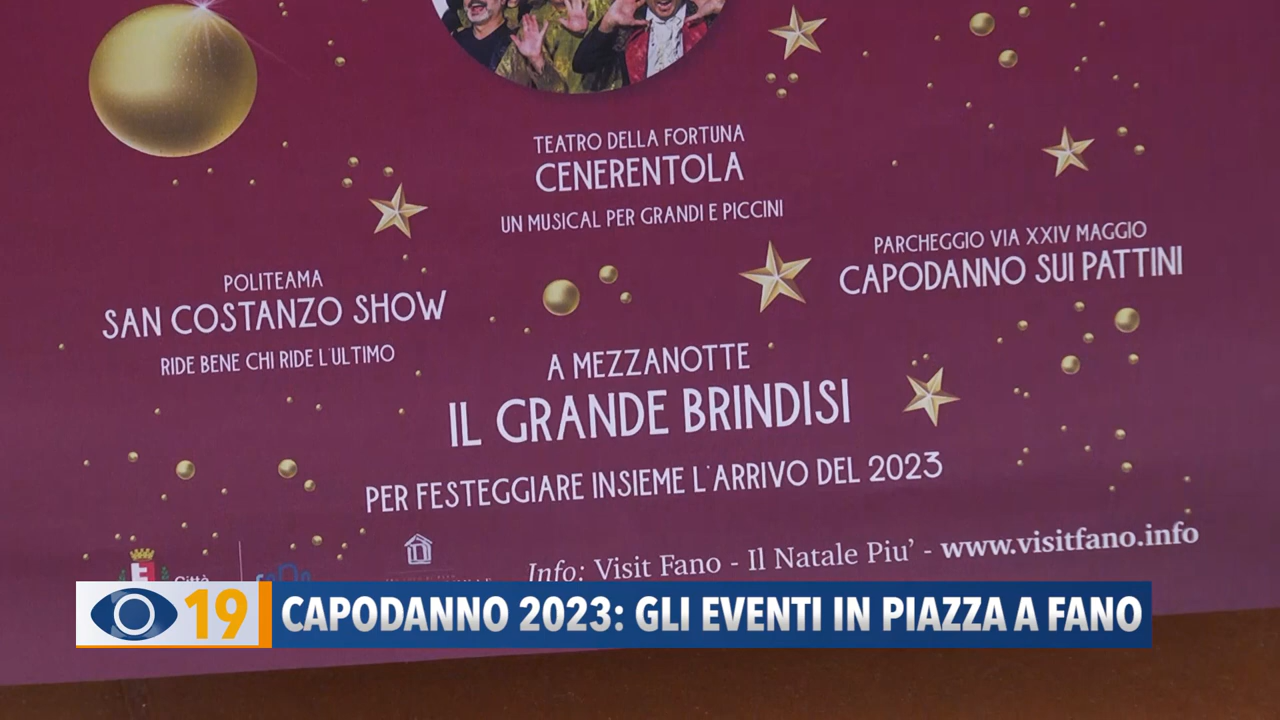 TEATRO DELLA FORTUNA
CENERENTOLA
UN MUSICAL PER GRANDI E PICCINI
PARCHEGGIO VIA XXIV MAGGIO
CAPODANNO SUI PATTINI
POLITEAMA
SAN COSTANZO SHOW
RIDE BENE CHI RIDE L'ULTIMO
A MEZZANOTTE
IL GRANDE BRINDISI
PER FESTEGGIARE INSIEME L'ARRIVO DEL 2023
Info: Visit Fano - Il Natale Piu' - www.visitfano.info
Città
19 CAPODANNO 2023: GLI EVENTI IN PIAZZA A FANO